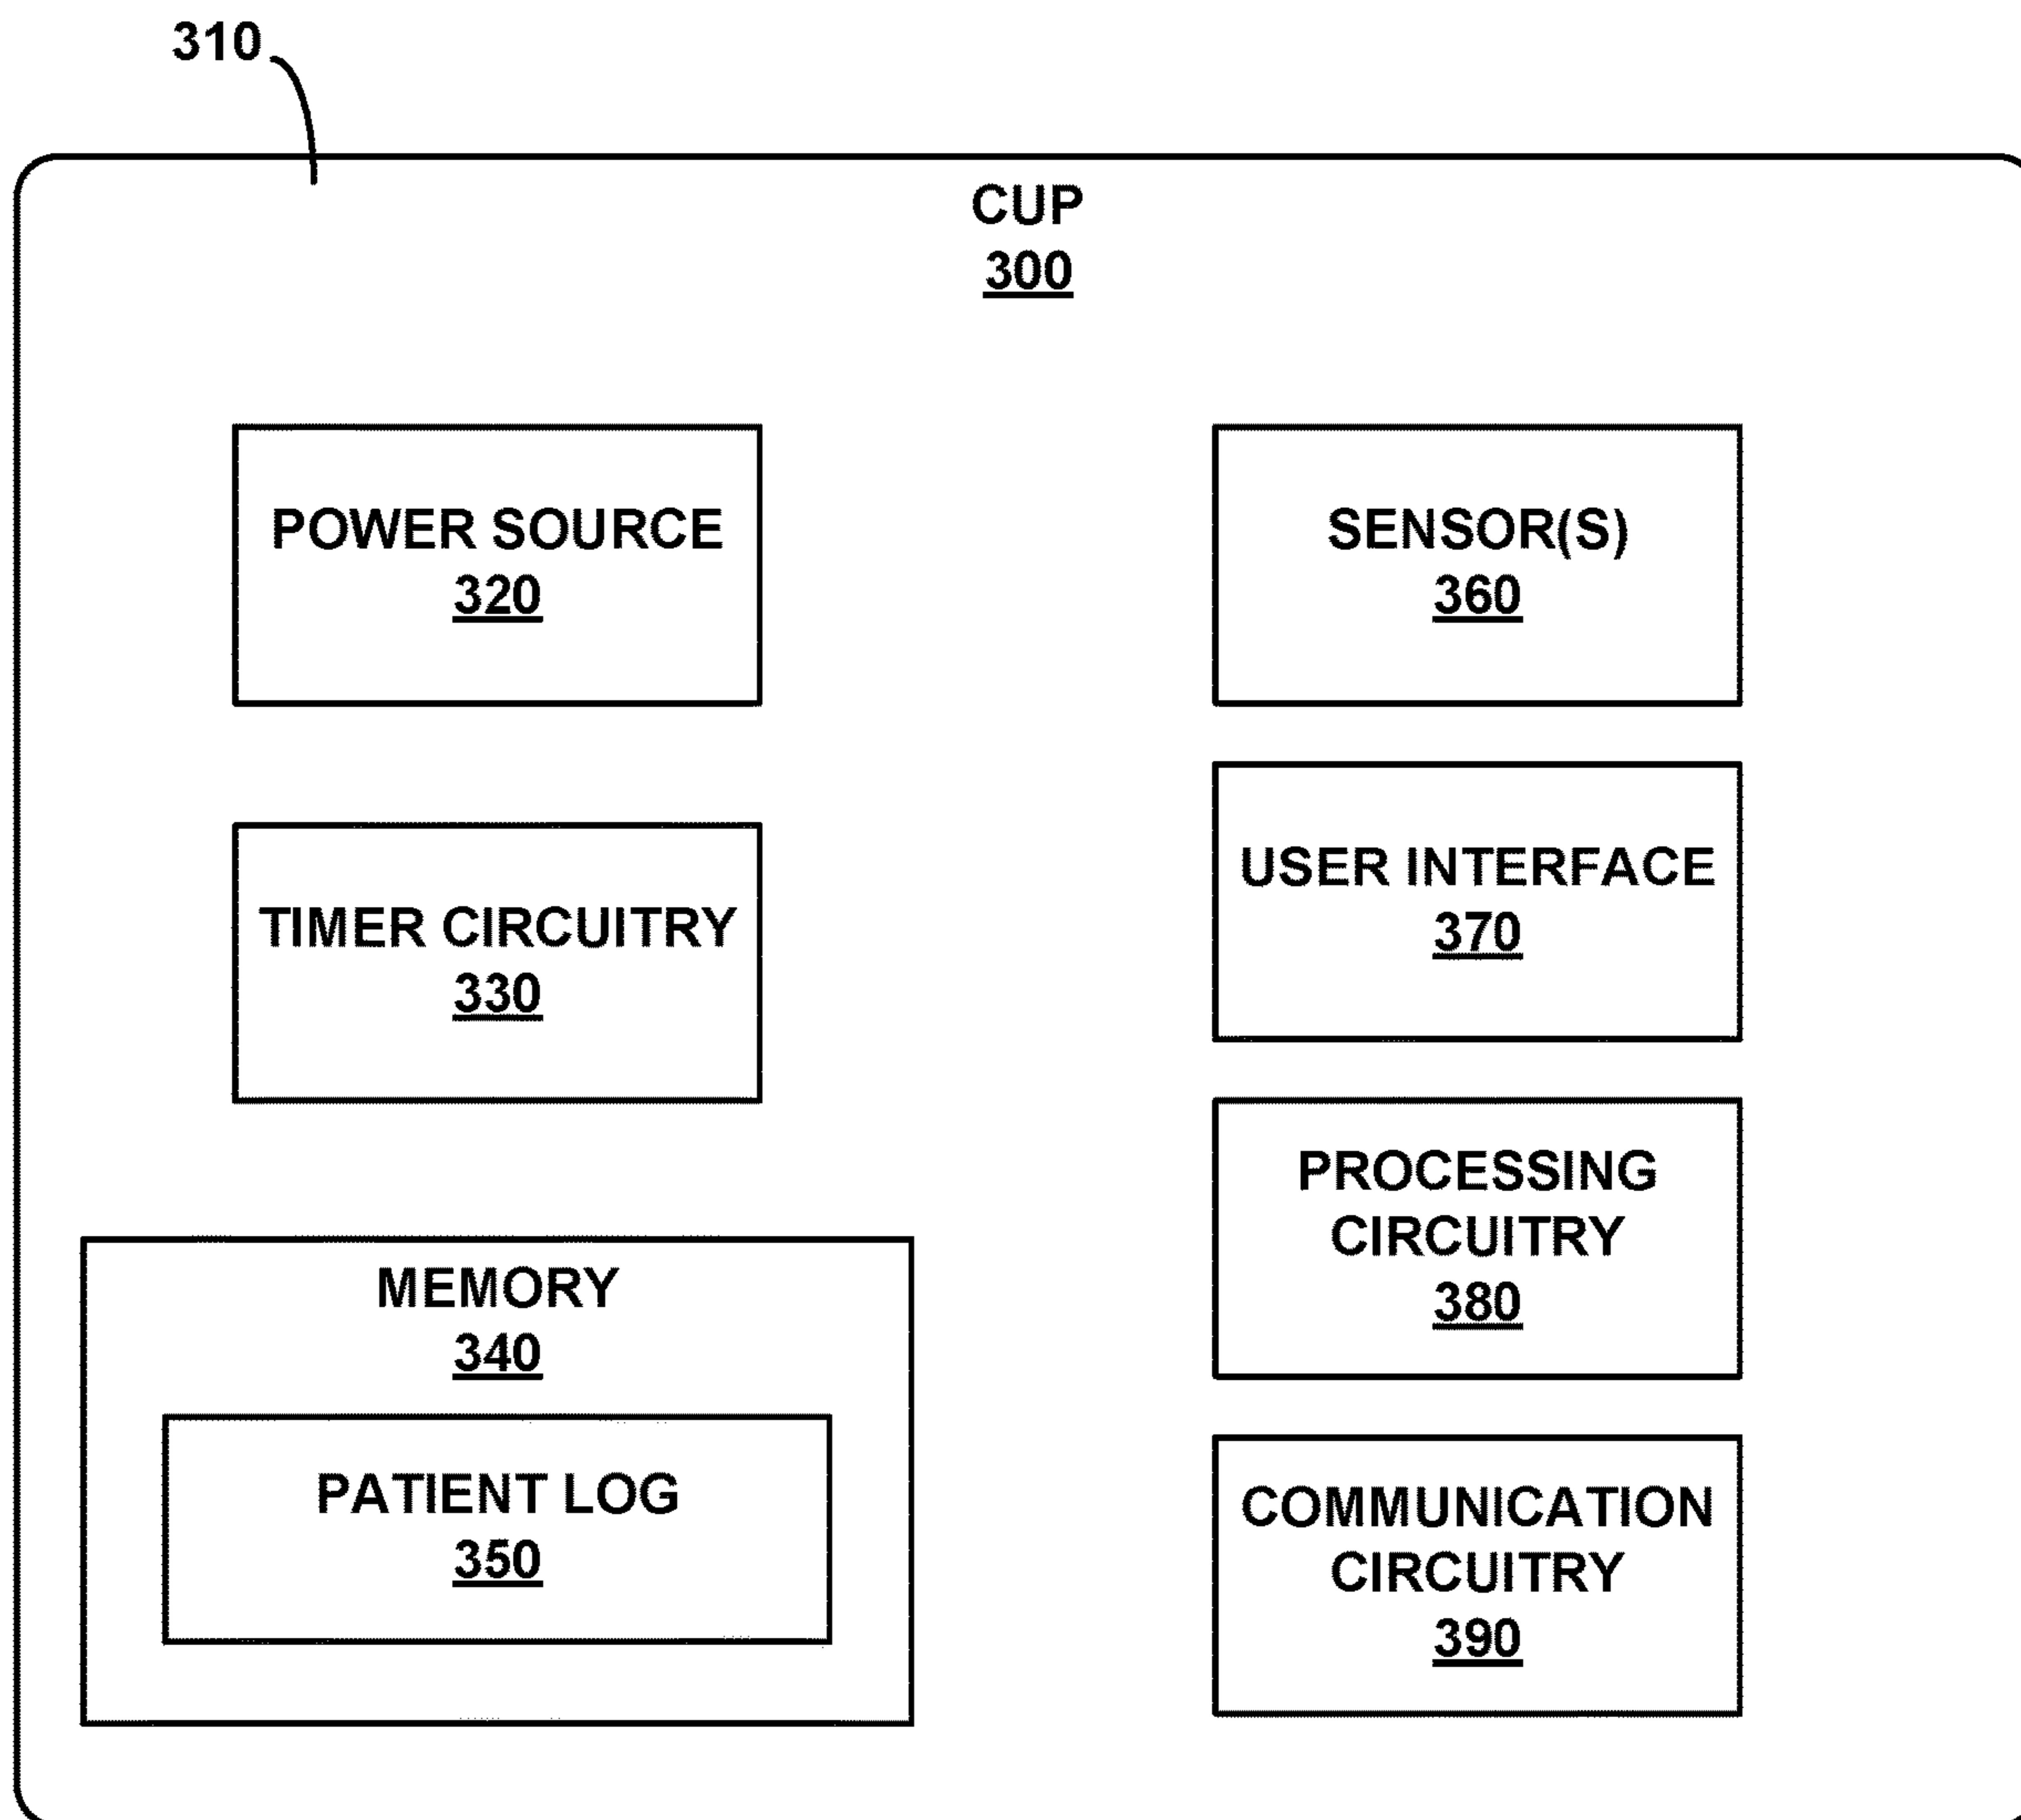 310
CUP
300
POWER SOURCE
320
TIMER CIRCUITRY
330
MEMORY
340
PATIENT LOG
350
SENSOR(S)
360
USER INTERFACE
370
PROCESSING
CIRCUITRY
380
COMMUNICATION
CIRCUITRY
390